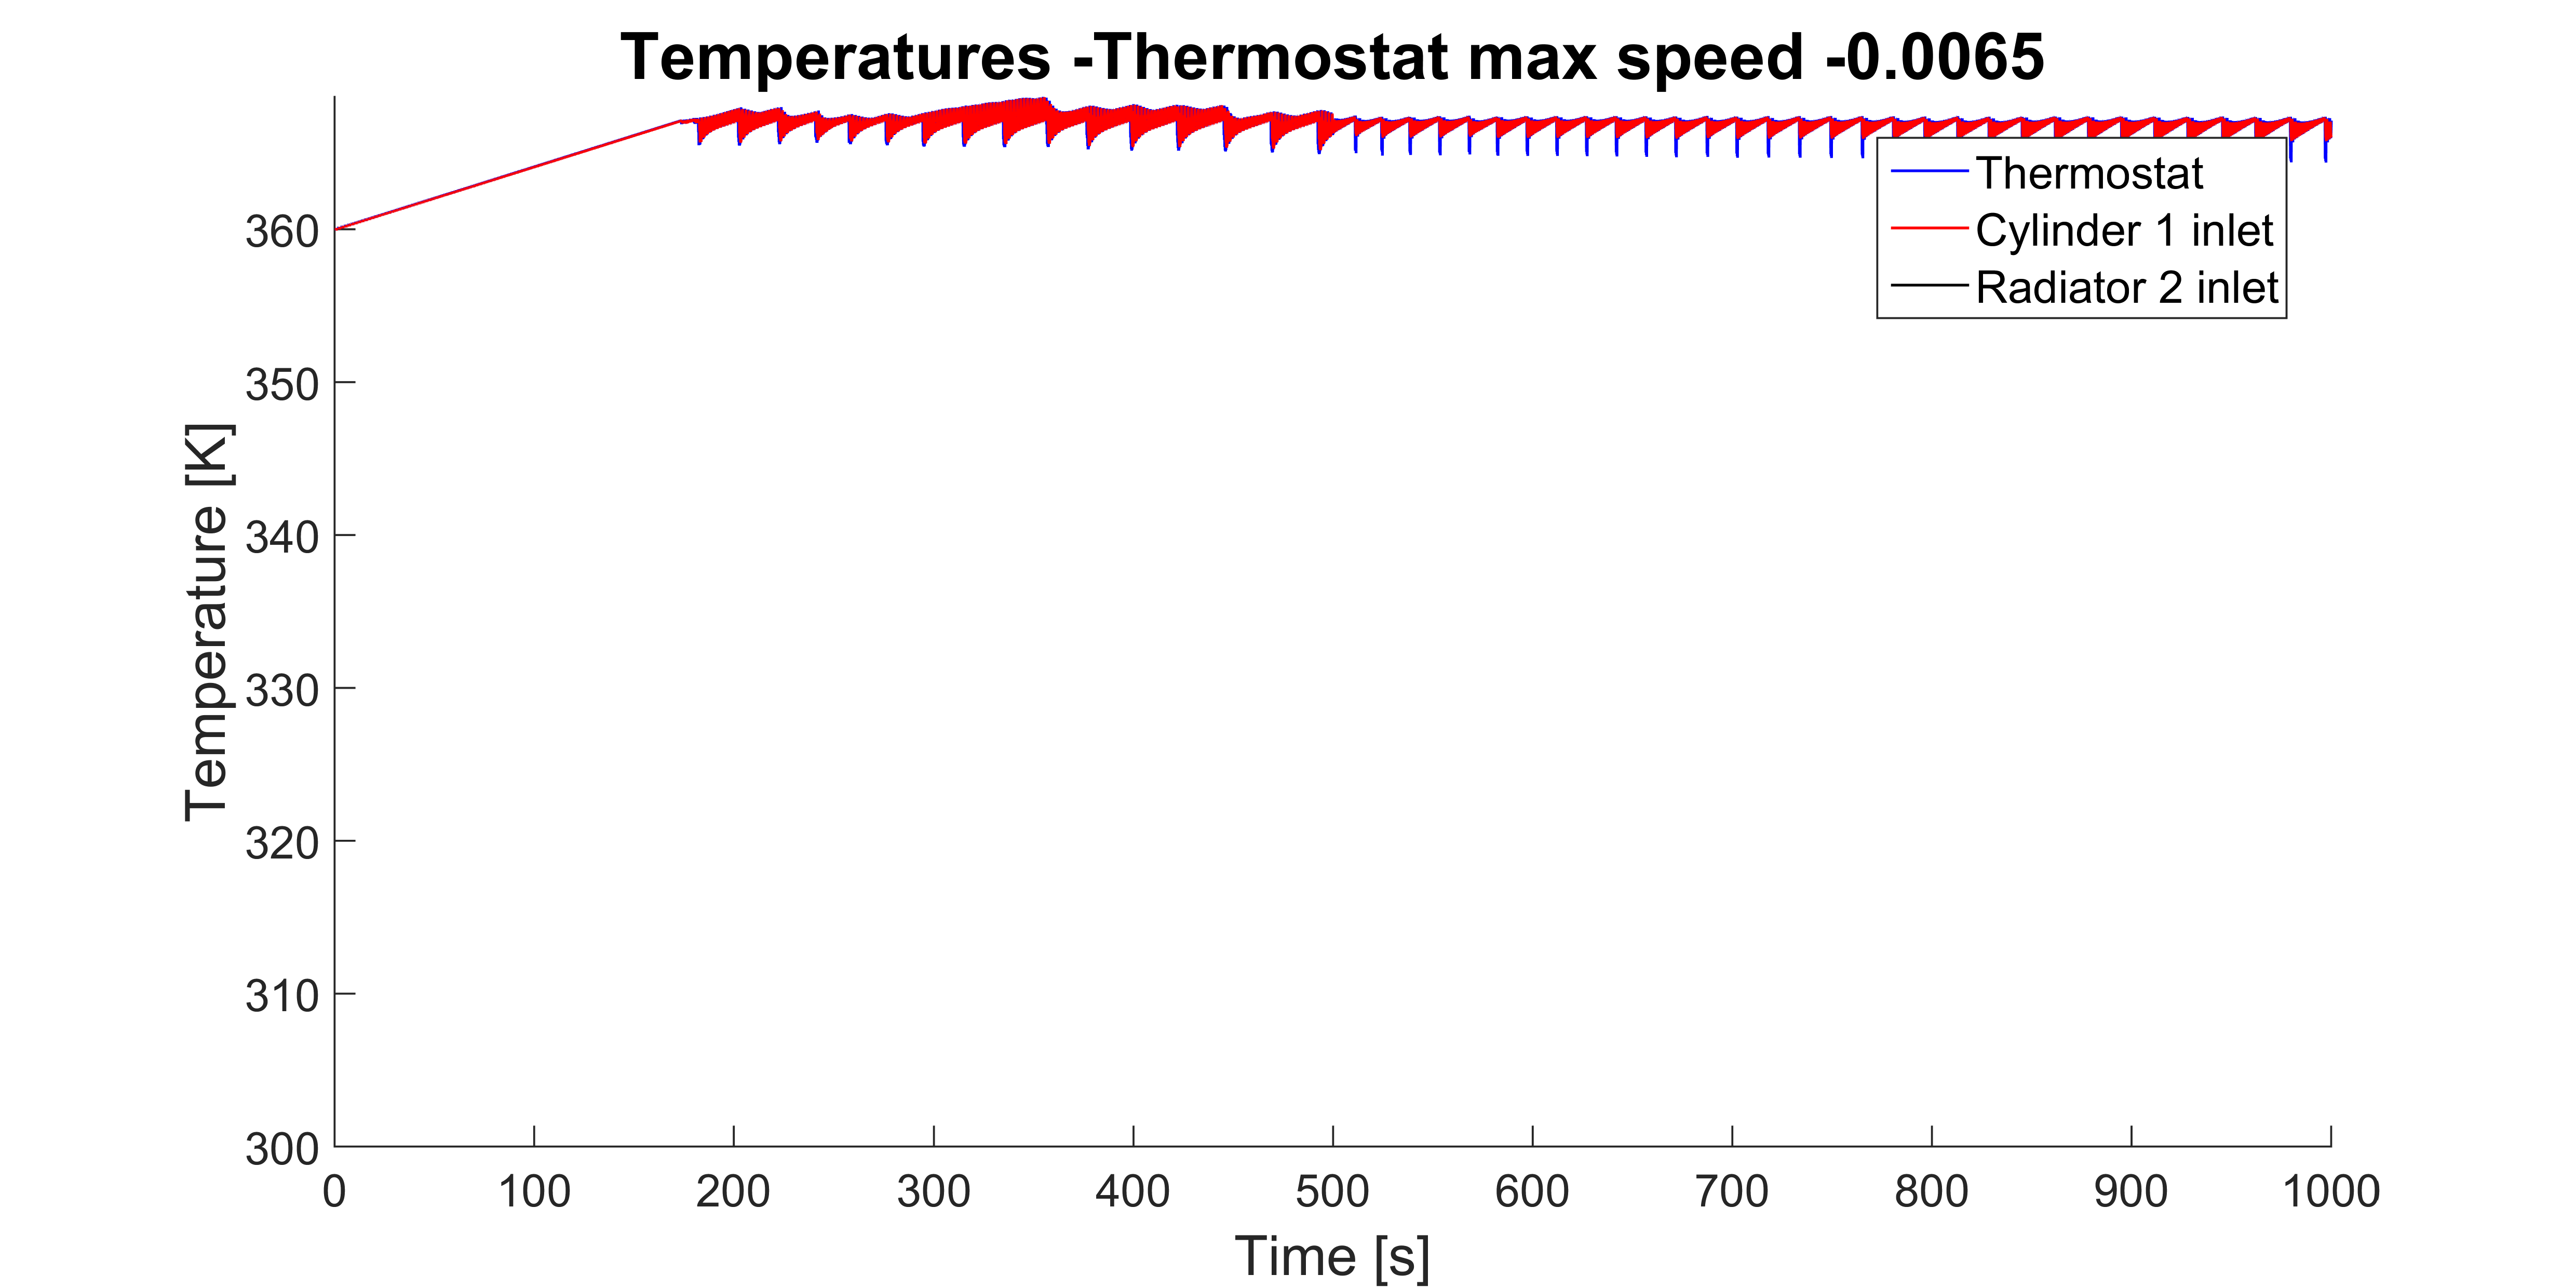 Temperatures -Thermostat max speed -0.0065
Thermostat
Cylinder 1 inlet
Radiator 2 inlet
Temperature [K]
360
350
340
330
320
310
300
0 100 200 300 400 500 600 700 800 900 1000
Time [s]